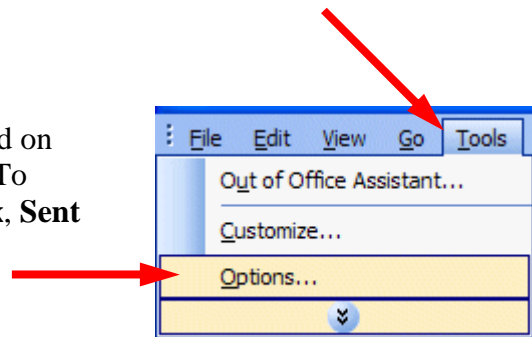 d on
To
x, Sent
File Edit View Go Tools
Out of Office Assistant...
Customize...
Options...